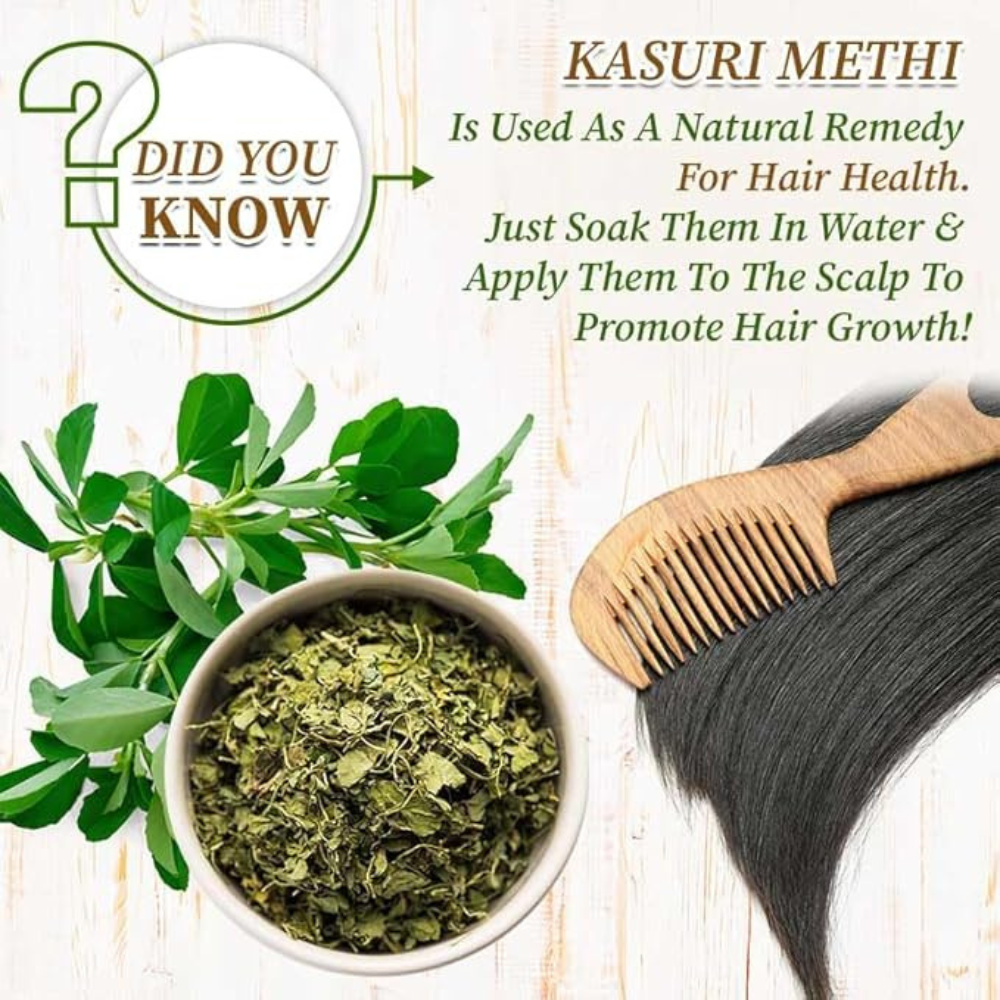 ?
DID YOU
KNOW
KASURI METHI
Is Used As A Natural Remedy
For Hair Health.
Just Soak Them In Water &
Apply Them To The Scalp To
Promote Hair Growth!